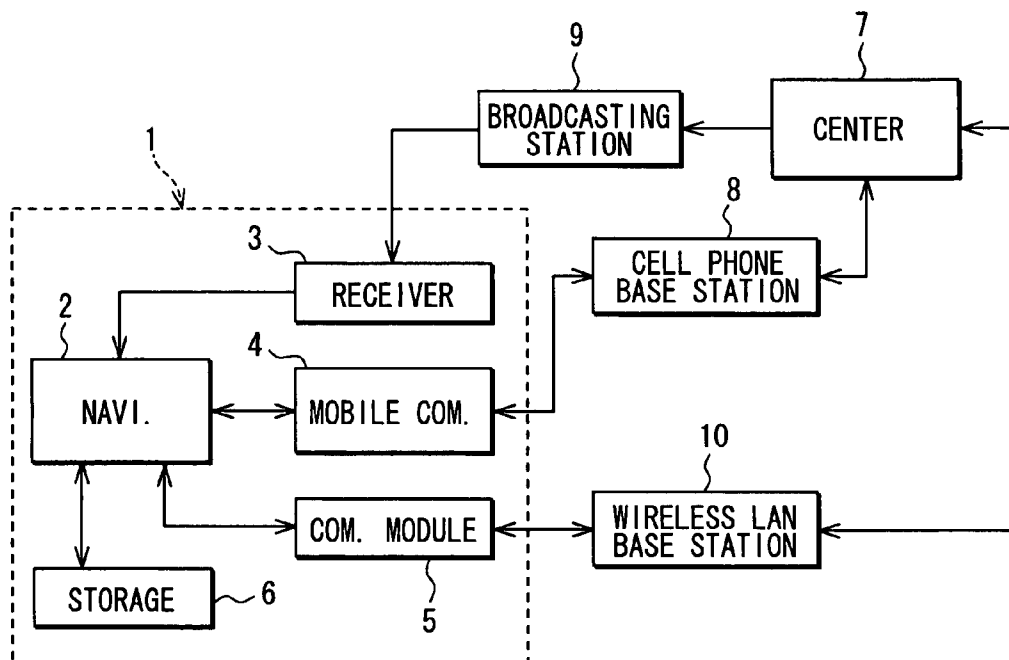 7
9
BROADCASTING
STATION
CENTER
1
8
3
CELL PHONE
BASE STATION
RECEIVER
2
4
NAVI.
MOBILE COM.
10
COM. MODULE
WIRELESS LAN
BASE STATION
STORAGE
6
5